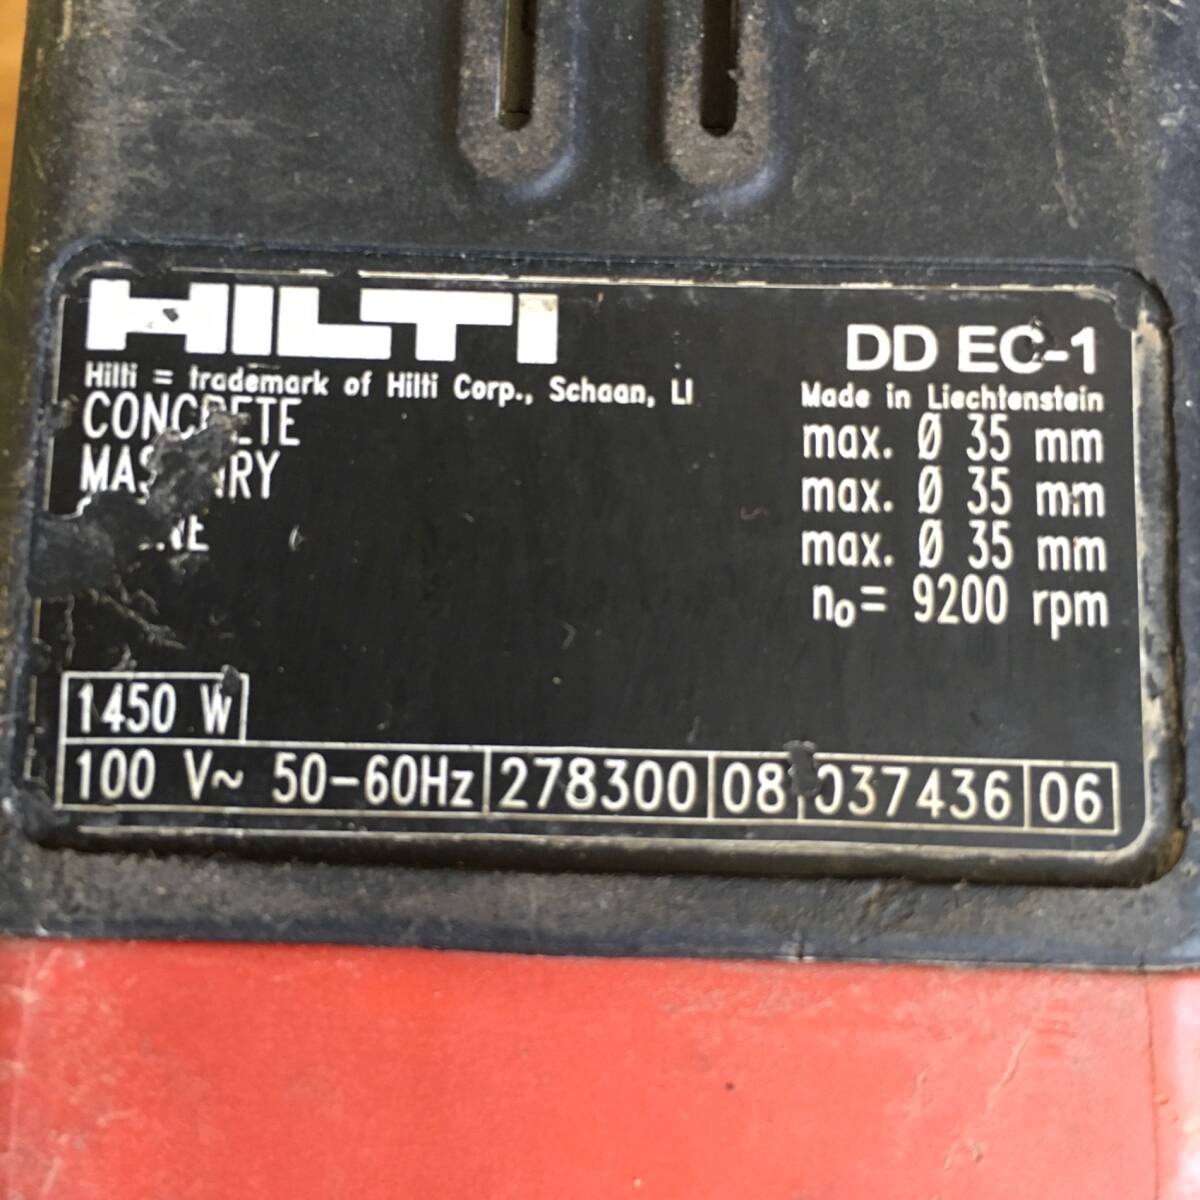 HILTI
DD EC-1
Hilti = trademark of Hilti Corp., Schaan, LI
Made in Liechtenstein
CONCRETE max. Ø 35 mm
max. Ø 35 mm
max. Ø 35 mm
n₀= 9200 rpm
1450 W
100 V~ 50-60Hz 278300 08 037436 06